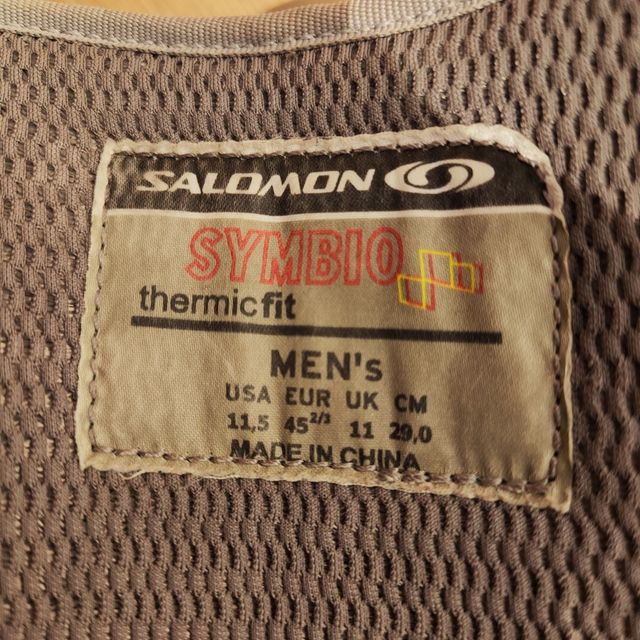 SALOMON
SYMBIO
thermicfit
MEN's
USA EUR UK CM
11,5 45 2/3 11 29,0
MADE IN CHINA